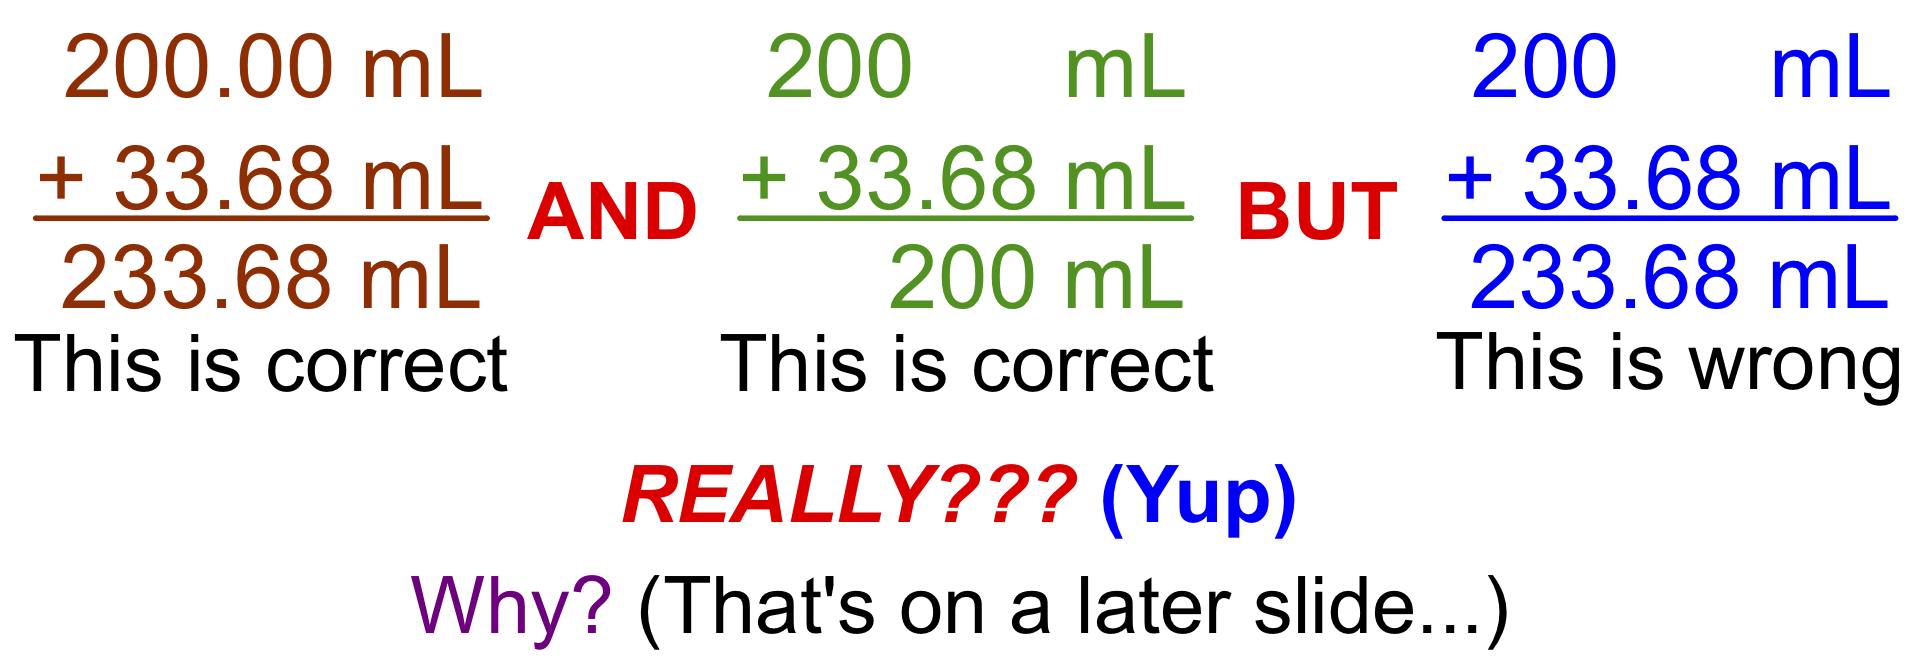 200.00 mL
+ 33.68 mL
233.68 mL
This is correct
AND
200 mL
+ 33.68 mL
200 mL
This is correct
BUT
200 mL
+ 33.68 mL
233.68 mL
This is wrong
REALLY??? (Yup)
Why? (That's on a later slide...)